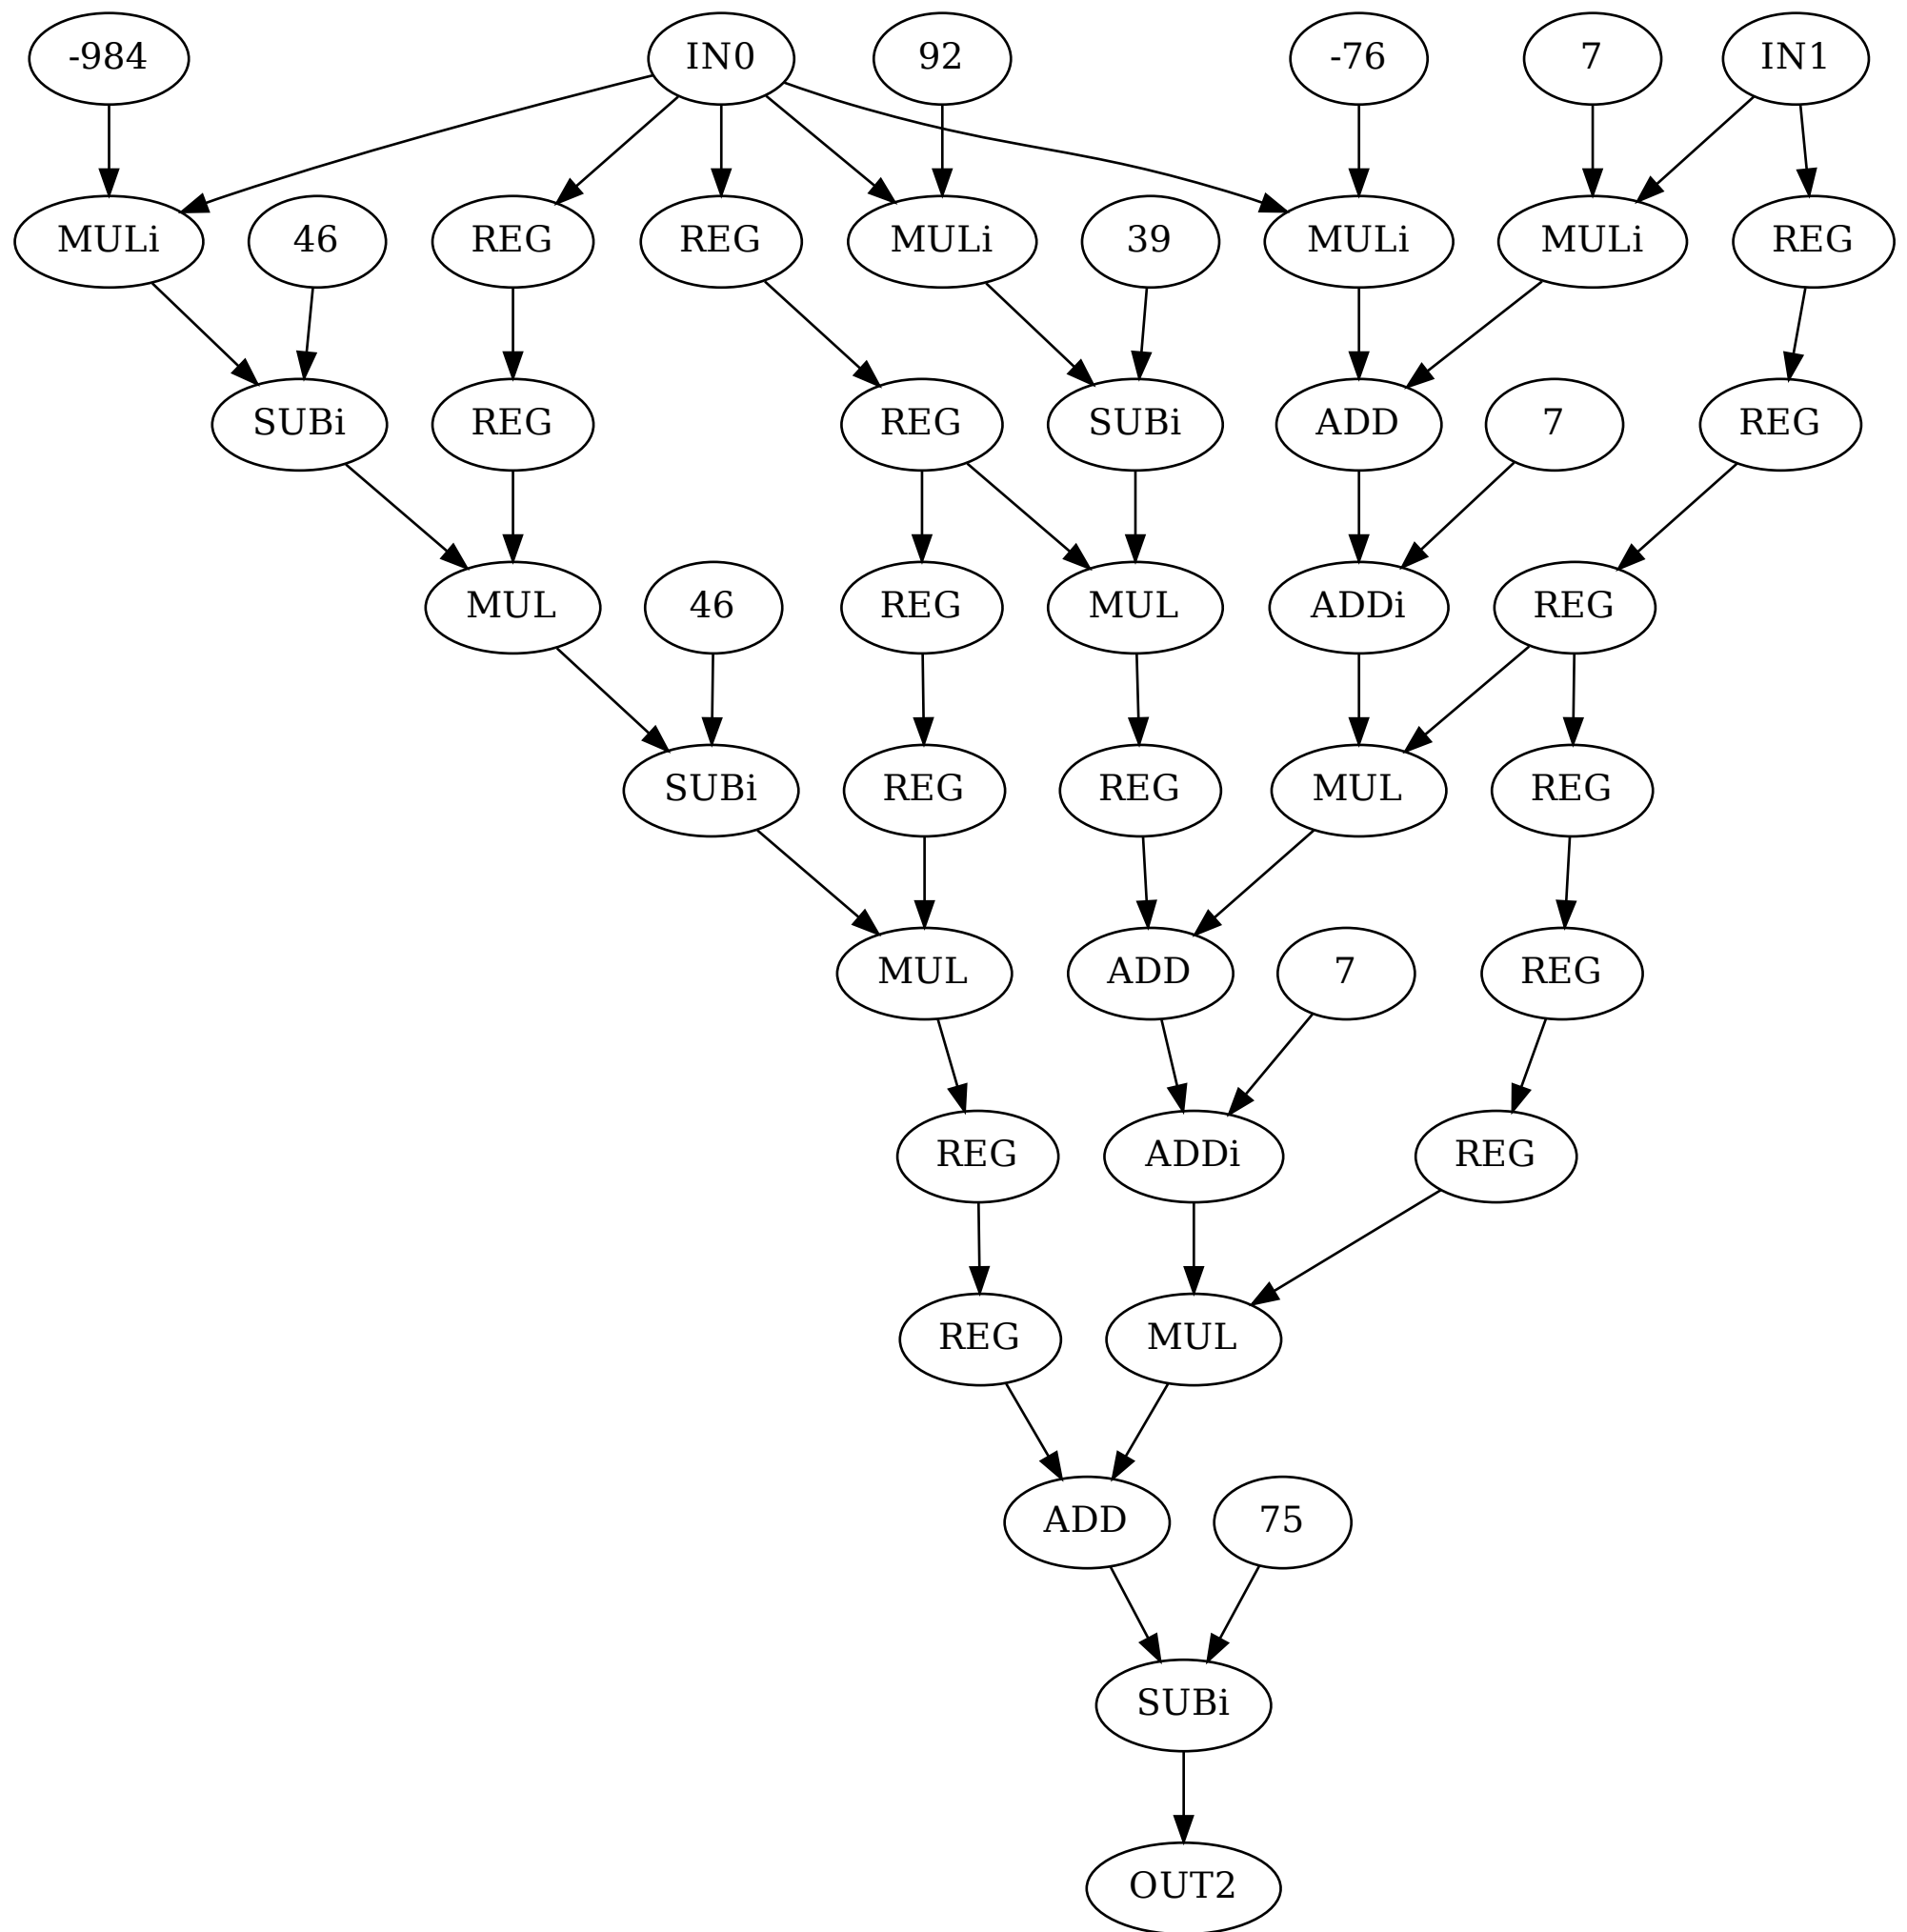 -984 IN0 92 -76 7 IN1
MULi 46 REG REG MULi 39 MULi MULi REG
SUBi REG REG SUBi ADD 7 REG
MUL 46 REG MUL ADDi REG
SUBi REG REG MUL REG
MUL ADD 7 REG
REG ADDi REG
REG MUL
ADD 75
SUBi
OUT2